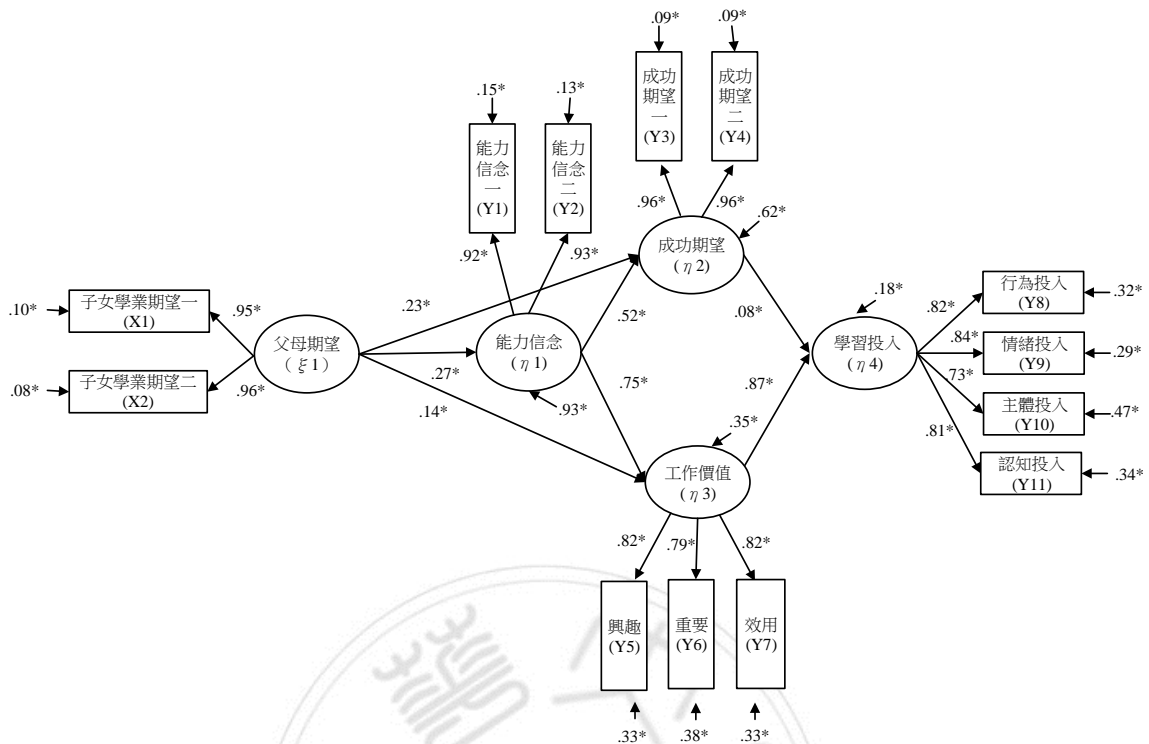 .09*
.09*
成功
期望
一
(Y3)
成功
期望
二
(Y4)
.15*
.13*
能力
信念
一
(Y1)
能力
信念
二
(Y2)
.96*
.96*
.62*
.92*
.93*
成功期望
(η2)
.10*
子女學業期望一
(X1)
.95*
.23*
.52*
.08*
.18*
.82*
行為投入
(Y8)
.32*
父母期望
(ξ1)
能力信念
(η1)
學習投入
(η4)
.84*
情緒投入
(Y9)
.29*
.08*
子女學業期望二
(X2)
.96*
.27*
.14*
.93*
.75*
.87*
.73*
主體投入
(Y10)
.47*
.35*
.81*
認知投入
(Y11)
.34*
工作價值
(η3)
.82*
.79*
.82*
興趣
(Y5)
重要
(Y6)
效用
(Y7)
.33*
.38*
.33*